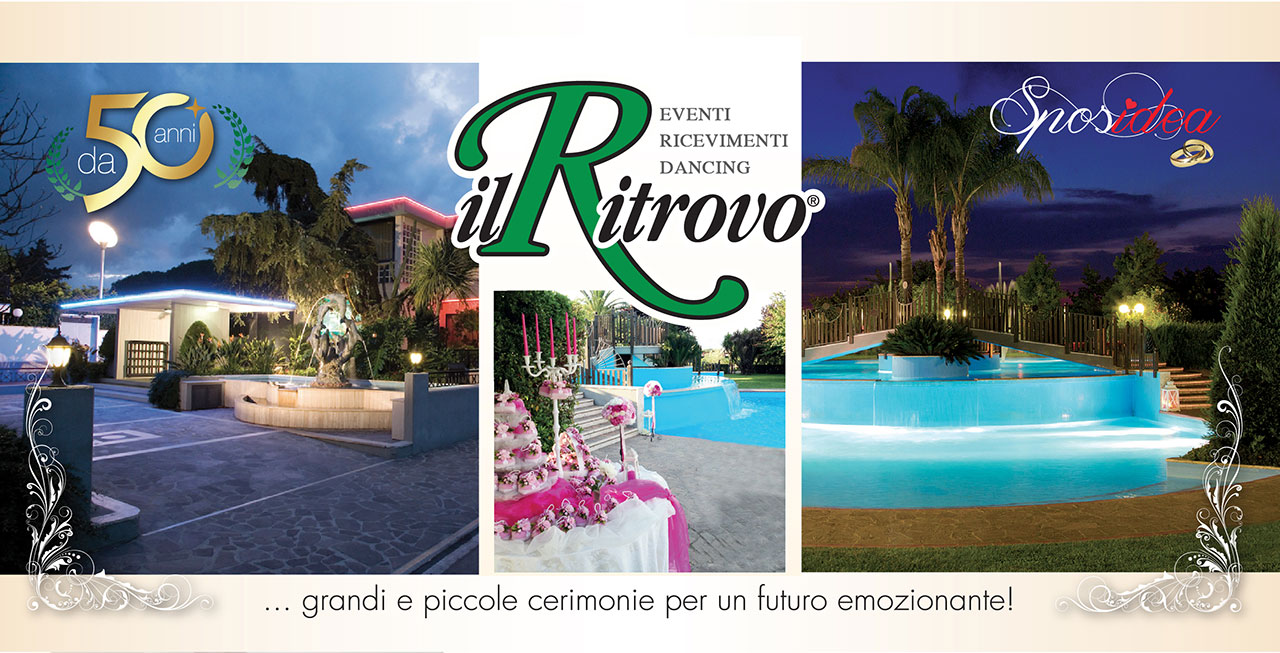 da 50 anni
EVENTI
RICEVIMENTI
DANCING
il Ritrovo®
Sposidea
... grandi e piccole cerimonie per un futuro emozionante!